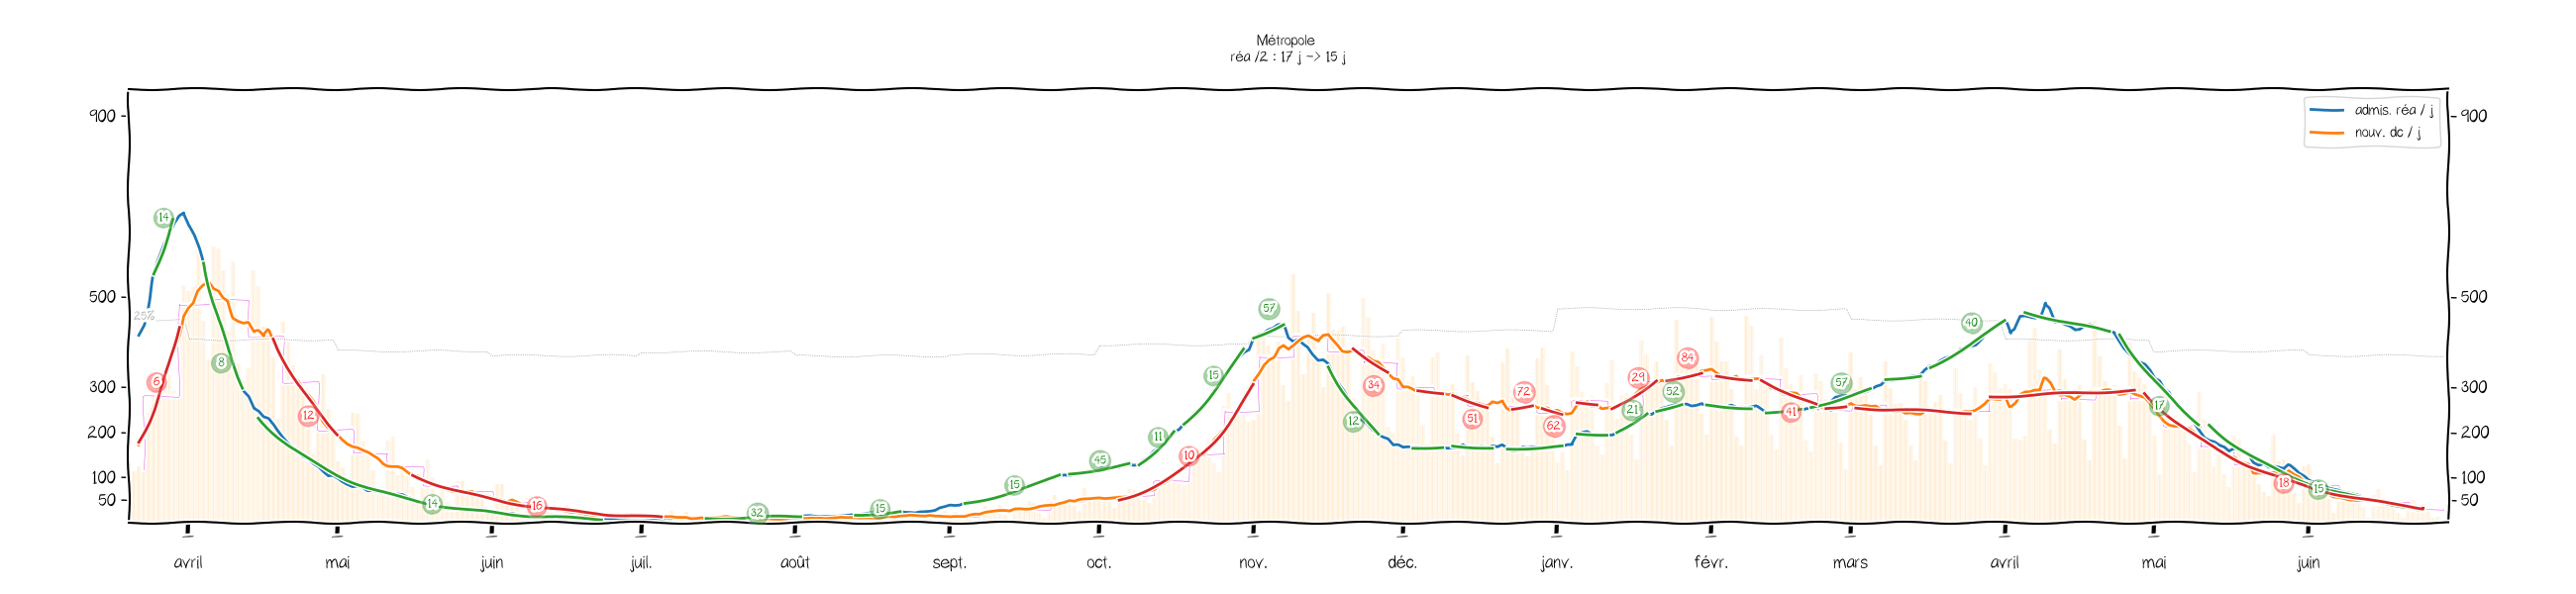 Métropole
réa /2 : 17 j -> 15 j
900
500
300
200
100
50
900
500
300
200
100
50
admis. réa / j
nouv. dc / j
25%
14
6
8
12
14
16
32
15
15
45
11
10
15
57
12
34
51
72
62
21
29
52
84
41
57
40
17
18
15
avril
mai
juin
juil.
août
sept.
oct.
nov.
déc.
janv.
févr.
mars
avril
mai
juin